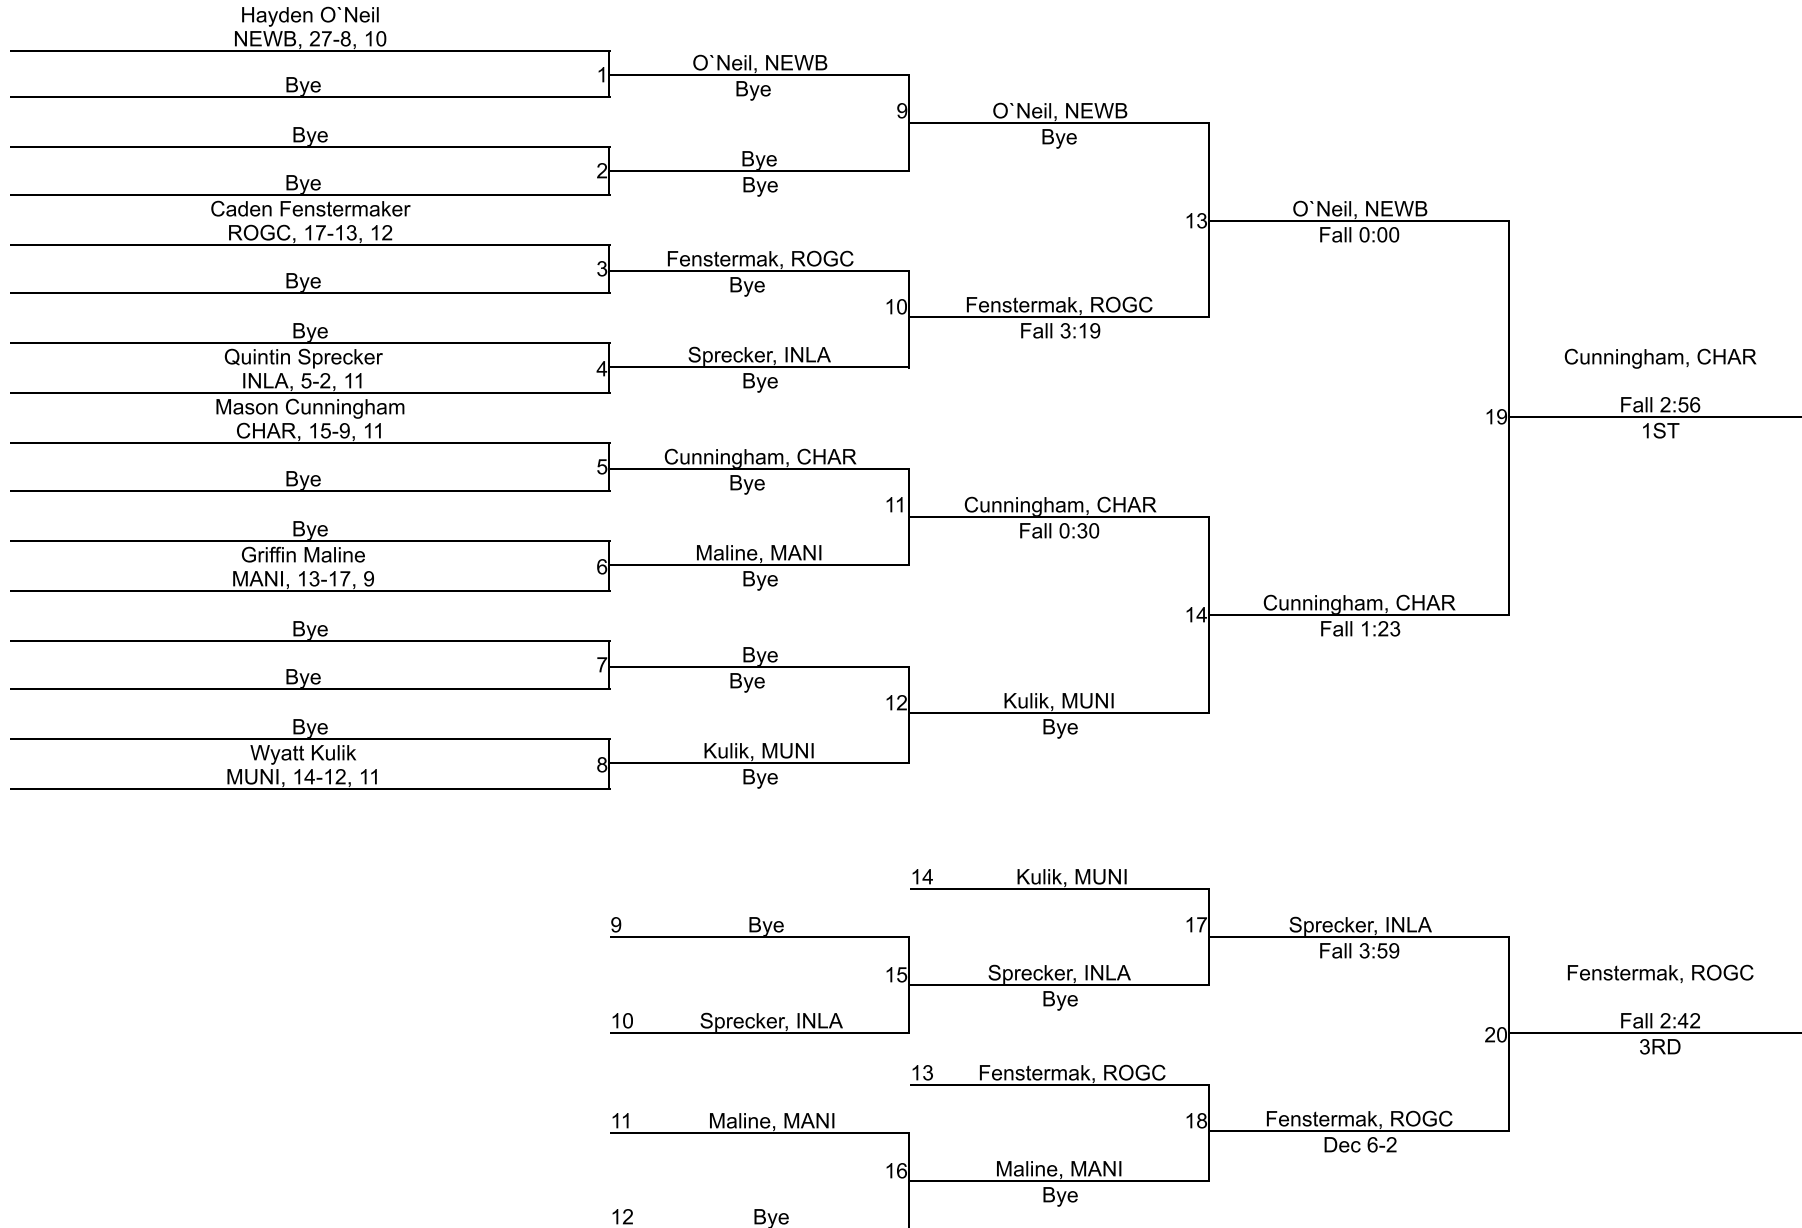 Hayden O`Neil
NEWB, 27-8, 10
Bye
1
Bye
Bye
2
Caden Fenstermaker
ROGC, 17-13, 12
Bye
3
Bye
Quintin Sprecker
INLA, 5-2, 11
4
Mason Cunningham
CHAR, 15-9, 11
Bye
5
Bye
Griffin Maline
MANI, 13-17, 9
6
Bye
Bye
7
Bye
Wyatt Kulik
MUNI, 14-12, 11
8
O`Neil, NEWB
Bye
9
Bye
Bye
Fenstermak, ROGC
Bye
10
Sprecker, INLA
Bye
Cunningham, CHAR
Bye
11
Maline, MANI
Bye
Bye
Bye
12
Kulik, MUNI
Bye
O`Neil, NEWB
Bye
13
Fenstermak, ROGC
Fall 3:19
Cunningham, CHAR
Fall 0:30
14
Kulik, MUNI
Bye
O`Neil, NEWB
Fall 0:00
19
Cunningham, CHAR
Fall 1:23
Cunningham, CHAR
Fall 2:56
1ST
14 Kulik, MUNI
9 Bye
17
15
Sprecker, INLA
Bye
10 Sprecker, INLA
13 Fenstermak, ROGC
11 Maline, MANI
18
16
Maline, MANI
Bye
12 Bye
Sprecker, INLA
Fall 3:59
20
Fenstermak, ROGC
Dec 6-2
Fenstermak, ROGC
Fall 2:42
3RD